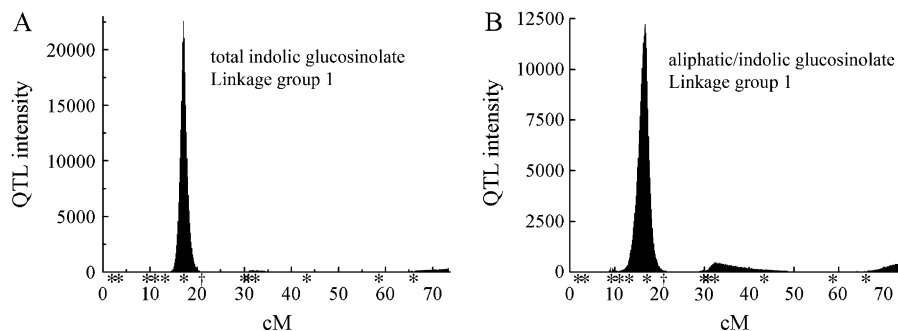 A
total indolic glucosinolate
Linkage group 1
QTL intensity
20000
15000
10000
5000
0
** *** * † *** * * *
0 10 20 30 40 50 60 70
cM
B
aliphatic/indolic glucosinolate
Linkage group 1
QTL intensity
12500
10000
7500
5000
2500
0
** *** * † *** * * *
0 10 20 30 40 50 60 70
cM